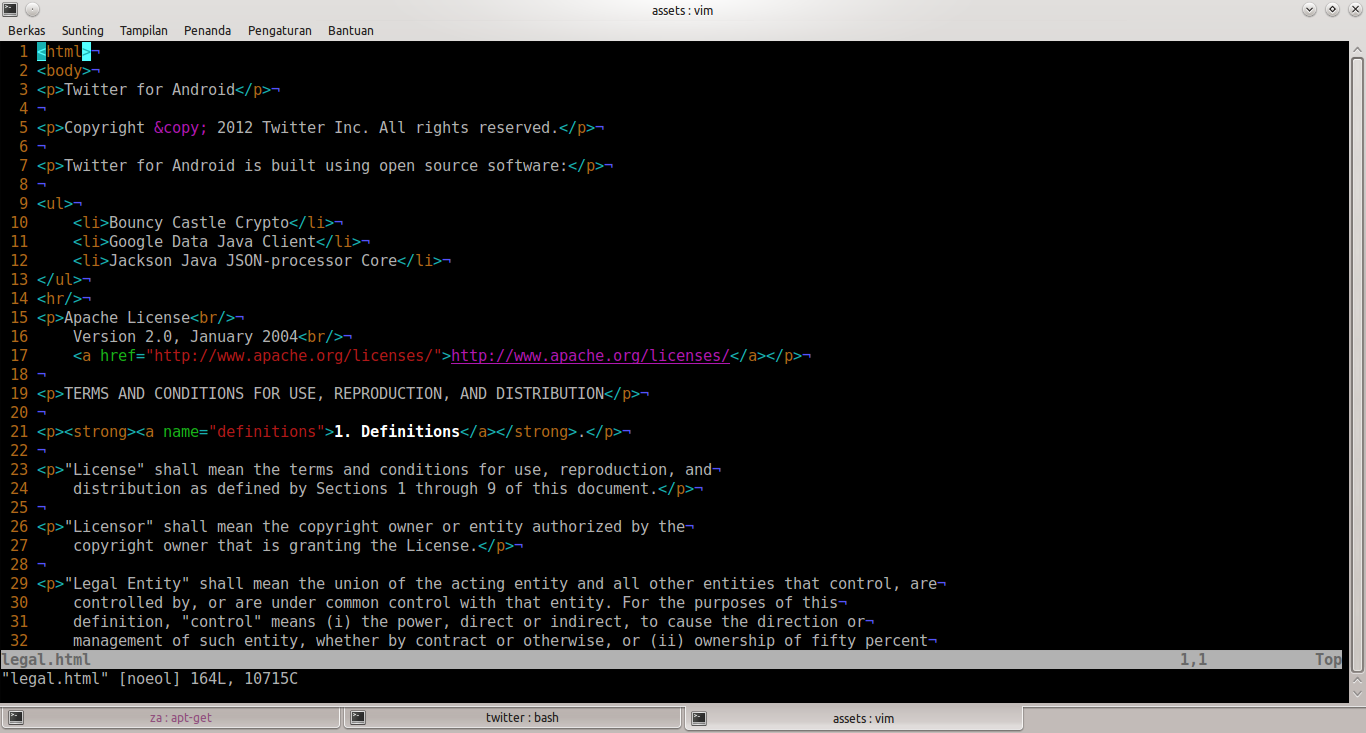 assets : vim
Berkas Sunting Tampilan Penanda Pengaturan Bantuan
1 <html>¬
2 <body>¬
3 <p>Twitter for Android</p>¬
4 ¬
5 <p>Copyright &copy; 2012 Twitter Inc. All rights reserved.</p>¬
6 ¬
7 <p>Twitter for Android is built using open source software:</p>¬
8 ¬
9 <ul>¬
10     <li>Bouncy Castle Crypto</li>¬
11     <li>Google Data Java Client</li>¬
12     <li>Jackson Java JSON-processor Core</li>¬
13 </ul>¬
14 <hr/>¬
15 <p>Apache License<br/>¬
16     Version 2.0, January 2004<br/>¬
17     <a href="http://www.apache.org/licenses/">http://www.apache.org/licenses/</a></p>¬
18 ¬
19 <p>TERMS AND CONDITIONS FOR USE, REPRODUCTION, AND DISTRIBUTION</p>¬
20 ¬
21 <p><strong><a name="definitions">1. Definitions</a></strong>.</p>¬
22 ¬
23 <p>"License" shall mean the terms and conditions for use, reproduction, and¬
24     distribution as defined by Sections 1 through 9 of this document.</p>¬
25 ¬
26 <p>"Licensor" shall mean the copyright owner or entity authorized by the¬
27     copyright owner that is granting the License.</p>¬
28 ¬
29 <p>"Legal Entity" shall mean the union of the acting entity and all other entities that control, are¬
30     controlled by, or are under common control with that entity. For the purposes of this¬
31     definition, "control" means (i) the power, direct or indirect, to cause the direction or¬
32     management of such entity, whether by contract or otherwise, or (ii) ownership of fifty percent¬
legal.html 1,1 Top
"legal.html" [noeol] 164L, 10715C
za : apt-get twitter : bash assets : vim